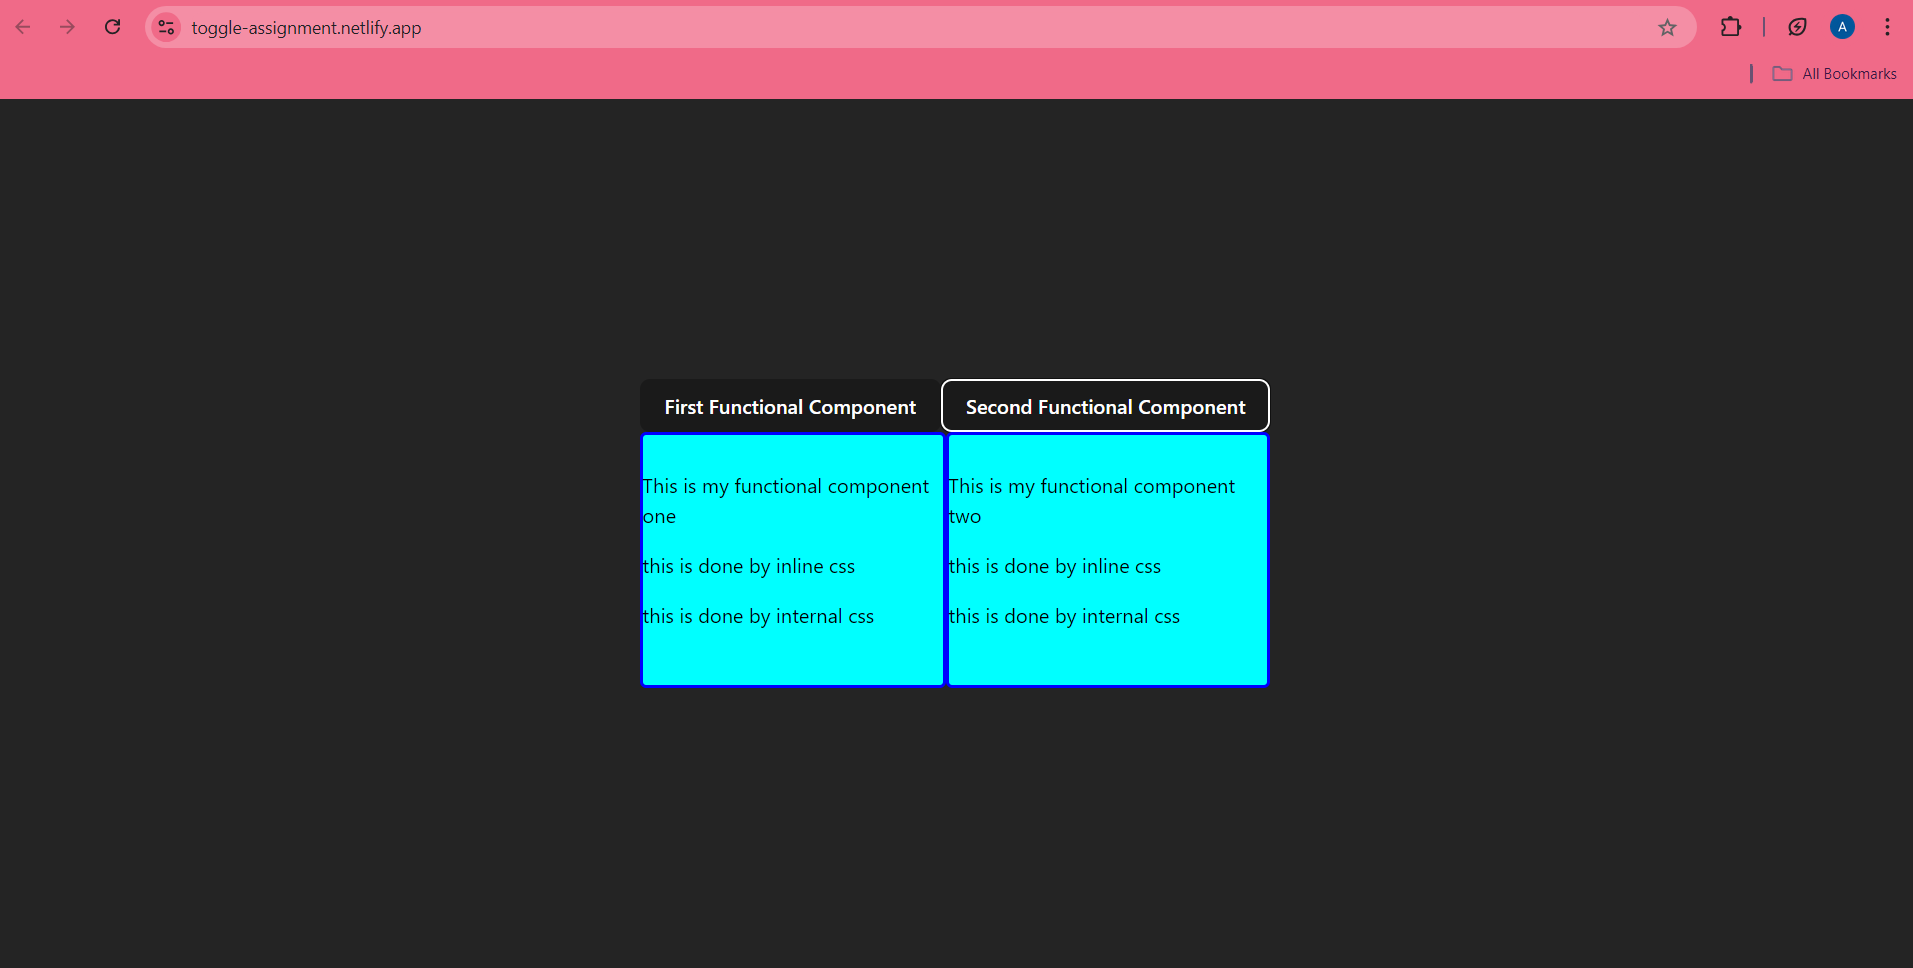 toggle-assignment.netlify.app
A
All Bookmarks
First Functional Component
Second Functional Component
This is my functional component
one
this is done by inline css
this is done by internal css
This is my functional component
two
this is done by inline css
this is done by internal css